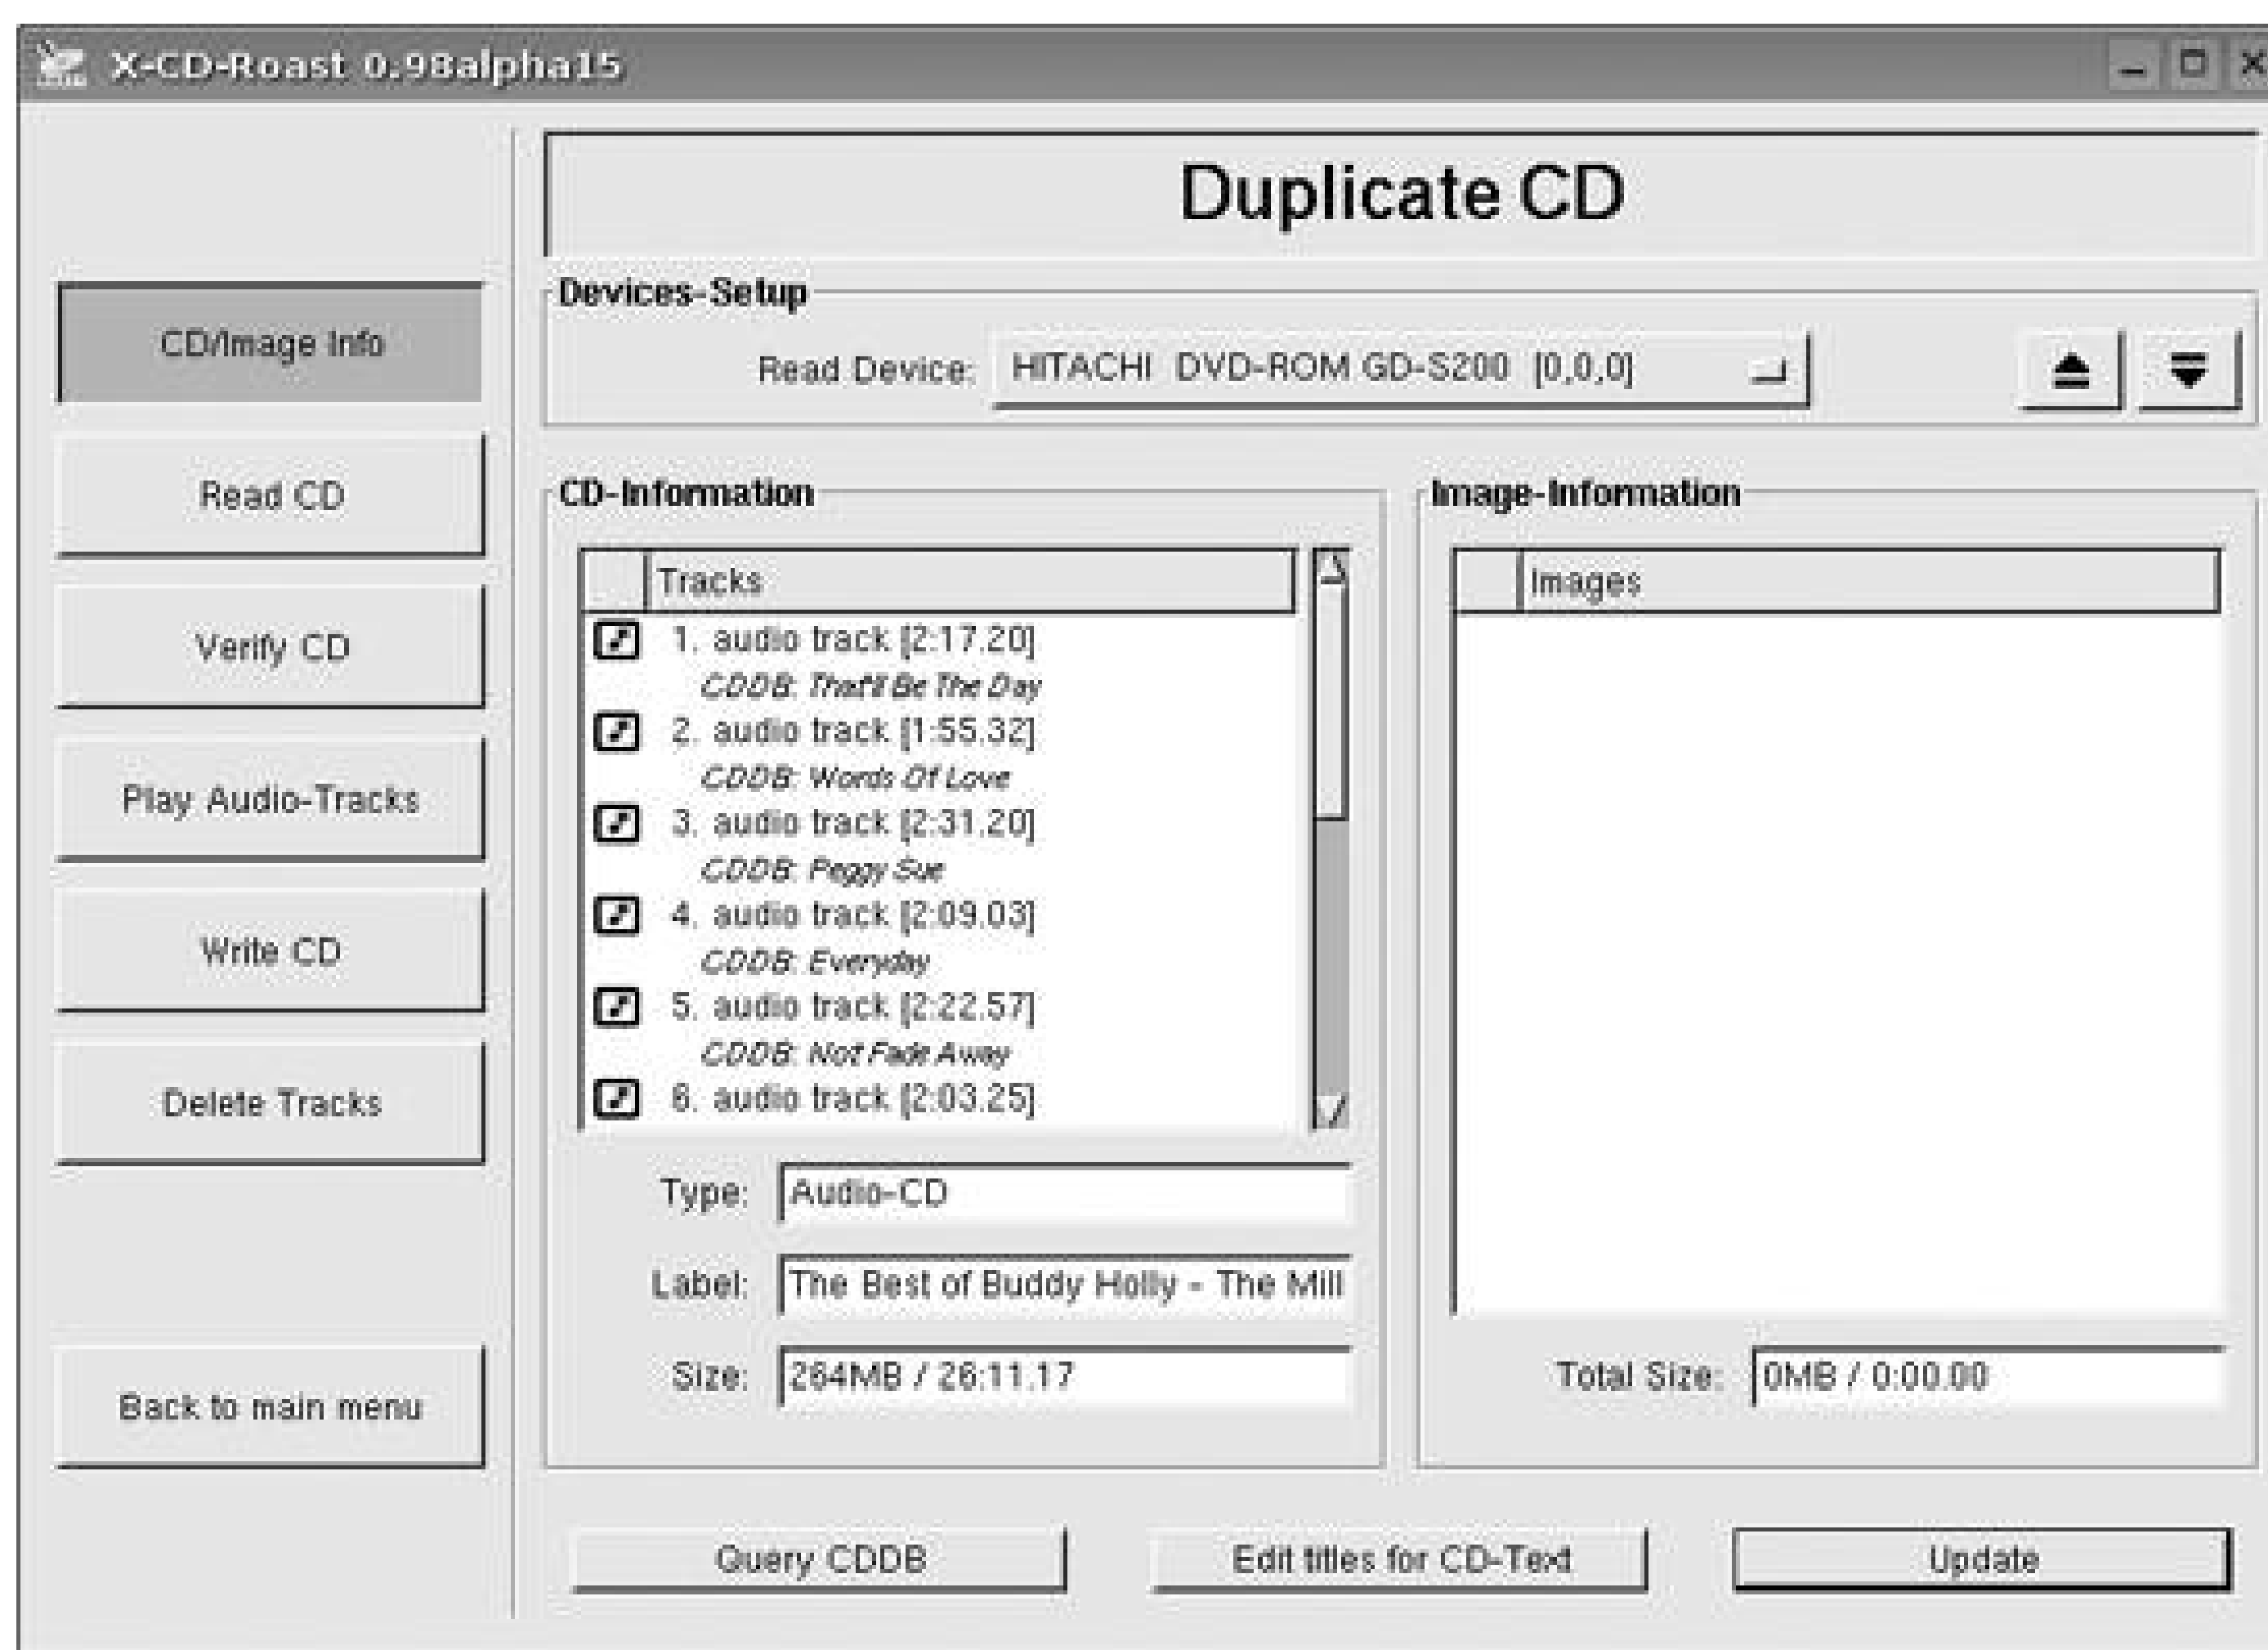 X-CD-Roast 0.98alpha15
Duplicate CD
Devices-Setup
Read Device: HITACHI DVD-ROM GD-S200 [0,0,0]
CD/Image Info
Read CD
Verify CD
Play Audio-Tracks
Write CD
Delete Tracks
Back to main menu
CD-Information
Tracks
1. audio track [2:17.20]
CDDB: That'll Be The Day
2. audio track [1:55.32]
CDDB: Words Of Love
3. audio track [2:31.20]
CDDB: Peggy Sue
4. audio track [2:09.03]
CDDB: Everyday
5. audio track [2:22.57]
CDDB: Not Fade Away
6. audio track [2:03.25]
Type: Audio-CD
Label: The Best of Buddy Holly - The Mill
Size: 264MB / 26:11.17
Image-Information
Images
Total Size: 0MB / 0:00.00
Query CDDB
Edit titles for CD-Text
Update